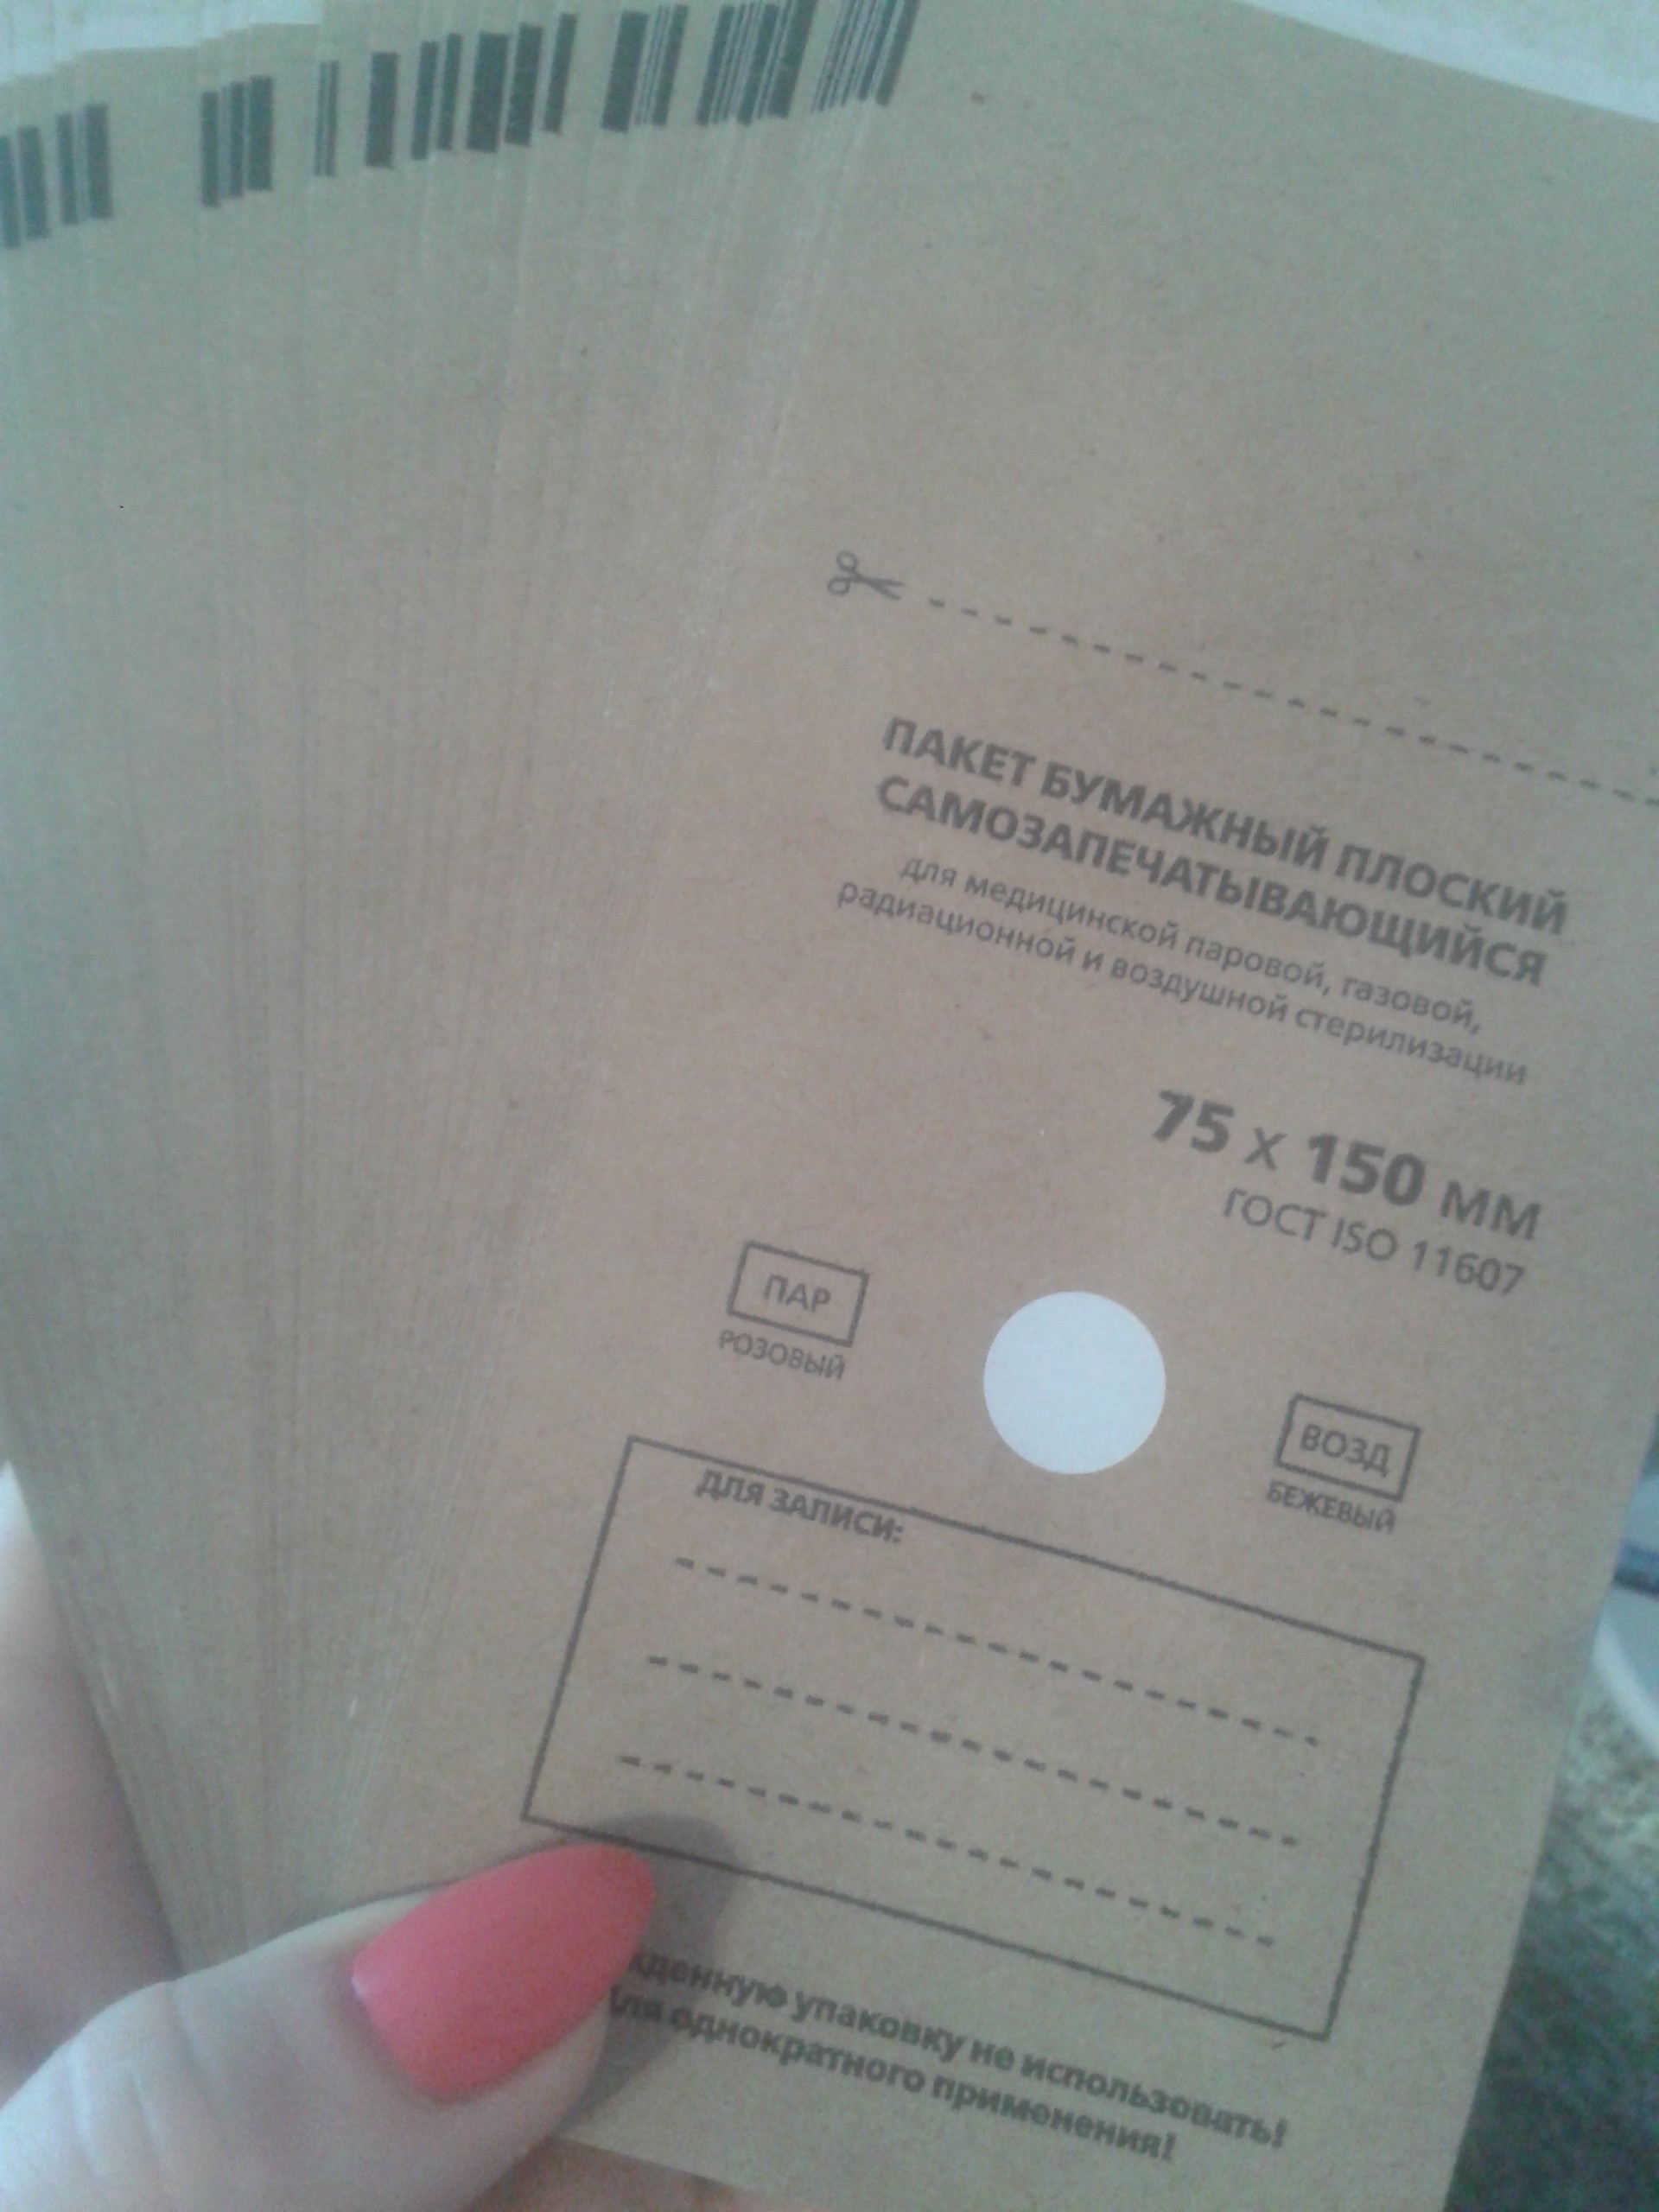 ПАКЕТ БУМАЖНЫЙ ПЛОСКИЙ
САМОЗАПЕЧАТЫВАЮЩИЙСЯ
для медицинской паровой, газовой,
радиационной и воздушной стерилизации
75 х 150 мм
ГОСТ ISO 11607
ПАР
РОЗОВЫЙ
ВОЗД
БЕЖЕВЫЙ
ДЛЯ ЗАПИСИ:
упаковку не использовать!
для однократного применения!